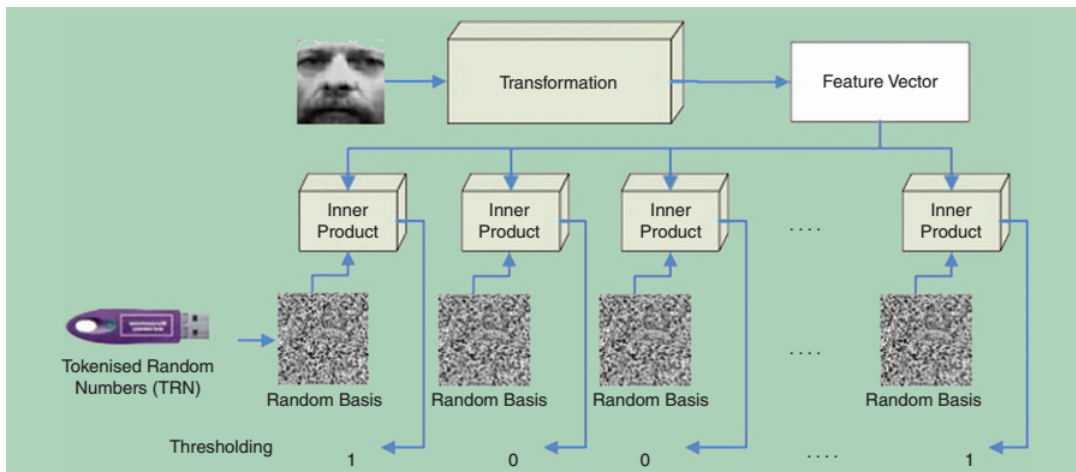 Transformation
Feature Vector
Inner
Product
Inner
Product
Inner
Product
. . . .
Inner
Product
Tokenised Random
Numbers (TRN)
. . . .
Random Basis
Random Basis
Random Basis
Random Basis
Thresholding
1
0
0
. . . .
1